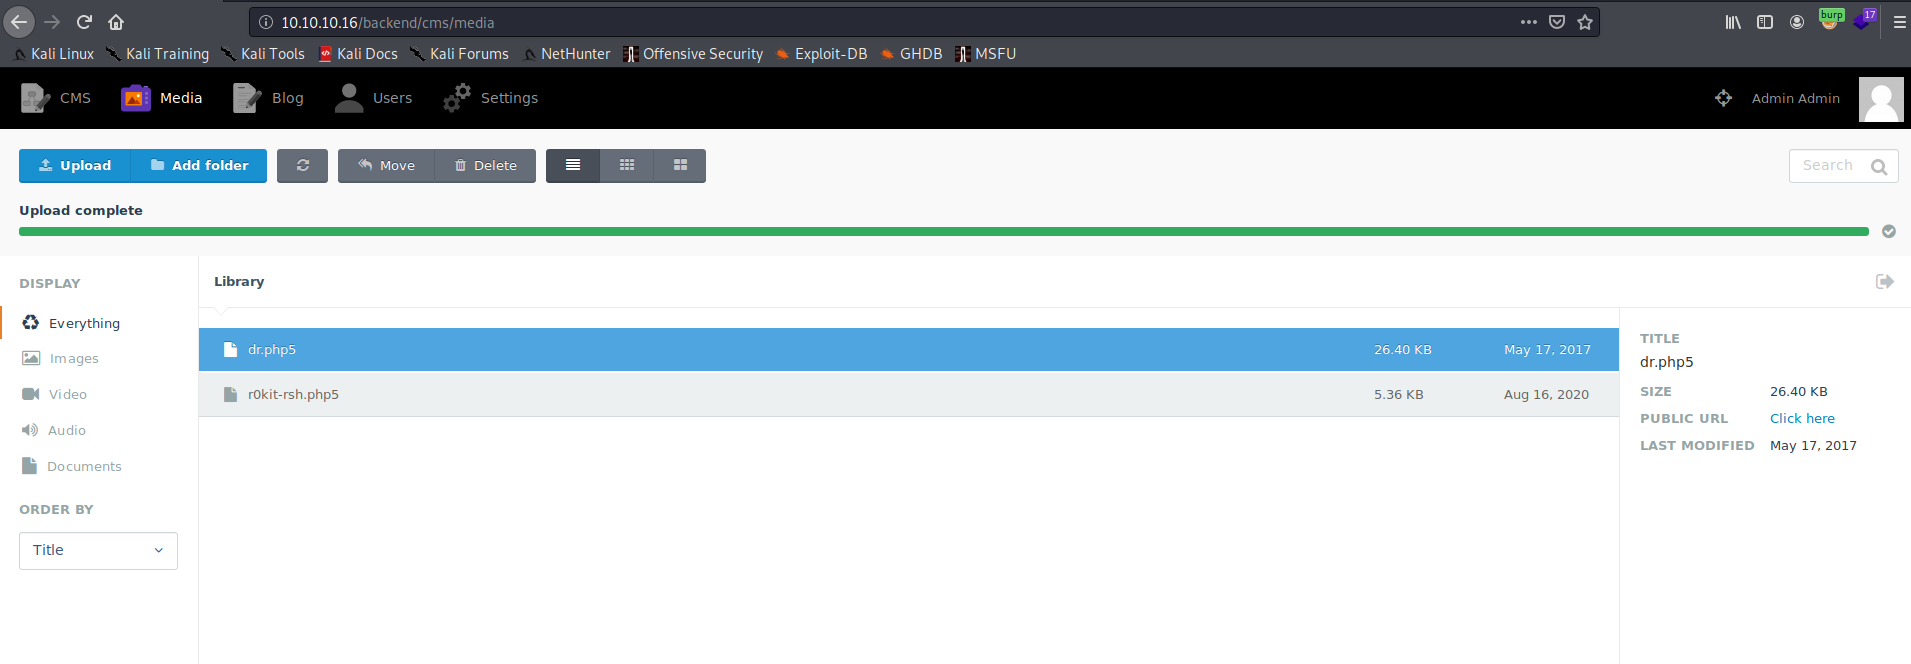 10.10.10.16/backend/cms/media
burp
17
Kali Linux Kali Training Kali Tools Kali Docs Kali Forums NetHunter Offensive Security Exploit-DB GHDB MSFU
CMS Media Blog Users Settings Admin Admin
Upload Add folder Move Delete Search
Upload complete
DISPLAY
Everything
Images
Video
Audio
Documents
ORDER BY
Title
Library
dr.php5 26.40 KB May 17, 2017
r0kit-rsh.php5 5.36 KB Aug 16, 2020
TITLE
dr.php5
SIZE 26.40 KB
PUBLIC URL Click here
LAST MODIFIED May 17, 2017